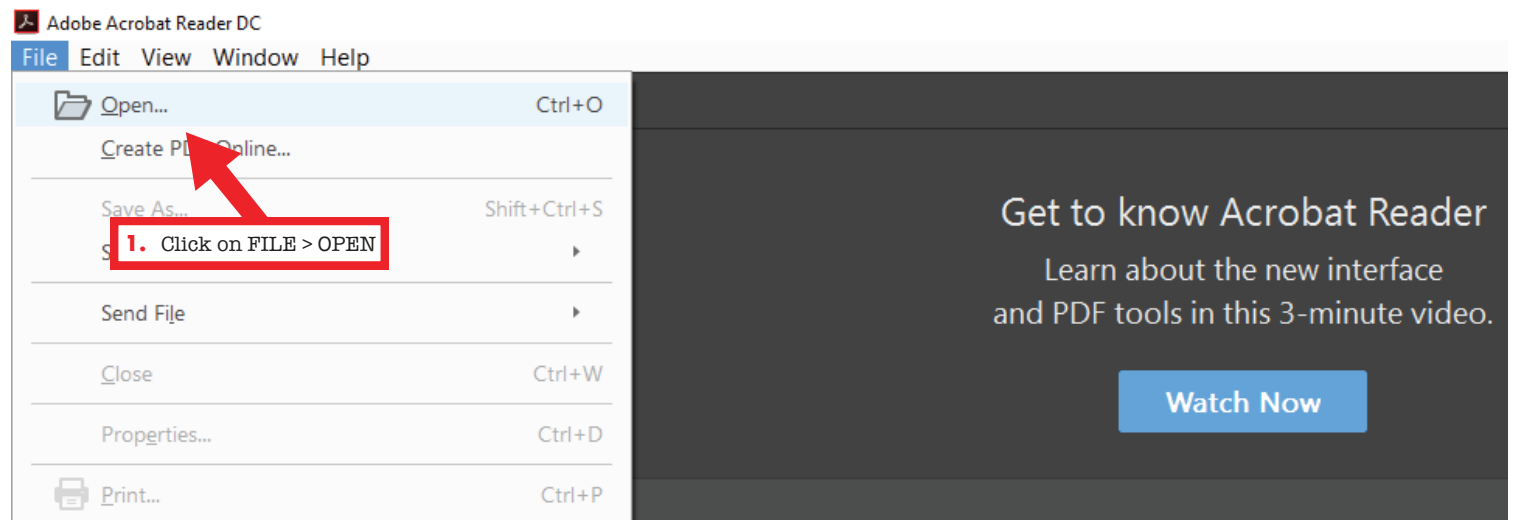 Adobe Acrobat Reader DC
File Edit View Window Help
Open... Ctrl+O
Create PD Online...
Save As... Shift+Ctrl+S
1. Click on FILE > OPEN
Send File
Close Ctrl+W
Properties... Ctrl+D
Print... Ctrl+P
Get to know Acrobat Reader
Learn about the new interface
and PDF tools in this 3-minute video.
Watch Now